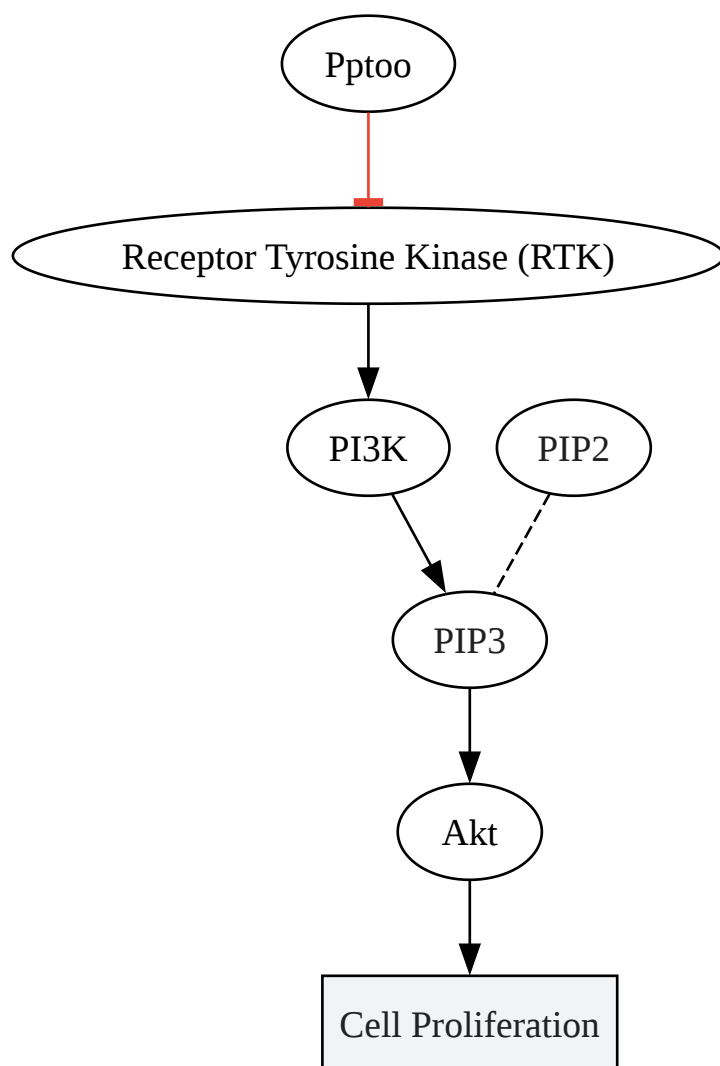 Pptoo
Receptor Tyrosine Kinase (RTK)
PI3K
PIP2
PIP3
Akt
Cell Proliferation